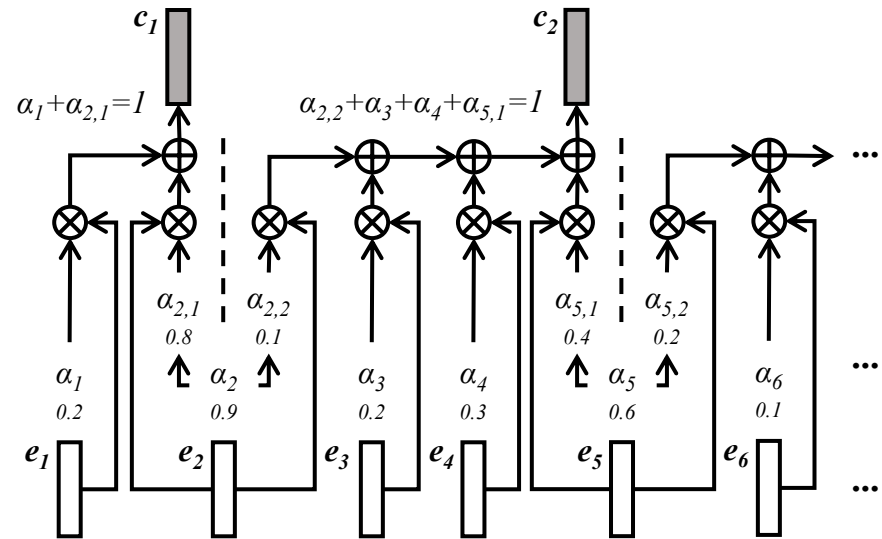 c₁ c₂
α₁+α₂,₁=1 α₂,₂+α₃+α₄+α₅,₁=1
...
α₂,₁ α₂,₂ α₅,₁ α₅,₂
0.8 0.1 0.4 0.2
...
α₁ α₂ α₃ α₄ α₅ α₆
0.2 0.9 0.2 0.3 0.6 0.1
e₁ e₂ e₃ e₄ e₅ e₆
...